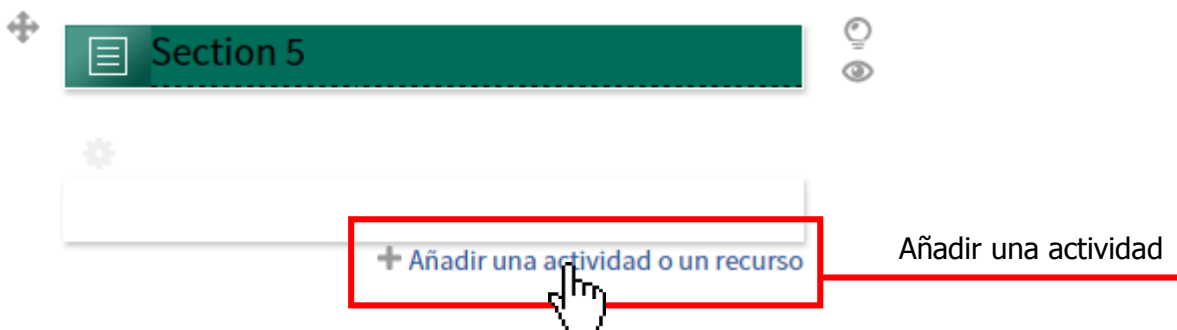 Section 5
Añadir una actividad o un recurso
Añadir una actividad